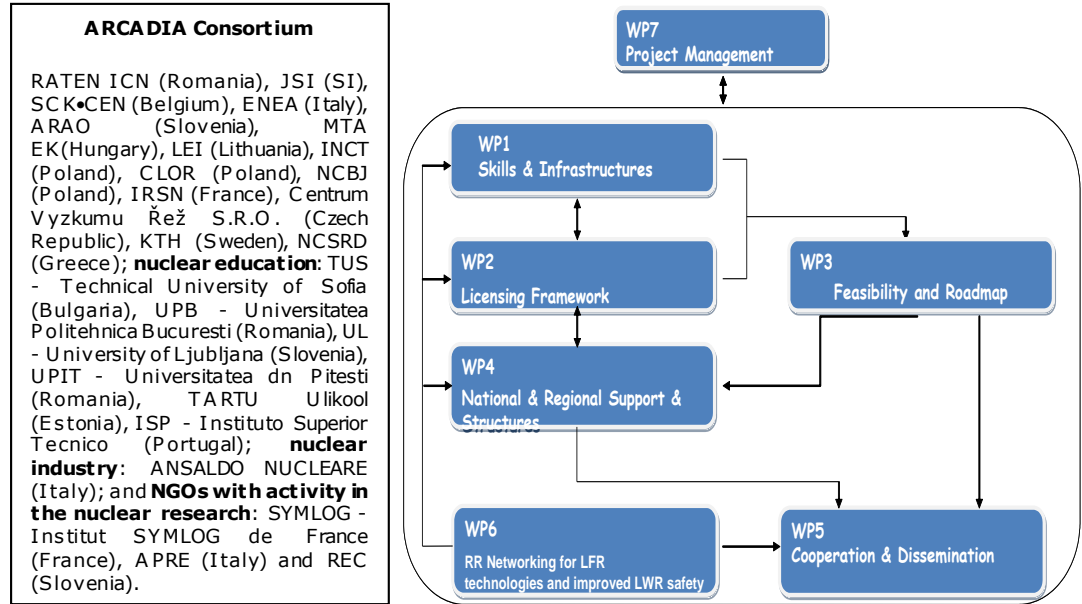 ARCADIA Consortium
RATEN ICN (Romania), JSI (SI),
SCK•CEN (Belgium), ENEA (Italy),
ARAO (Slovenia), MTA
EK(Hungary), LEI (Lithuania), INCT
(Poland), CLOR (Poland), NCBJ
(Poland), IRSN (France), Centrum
Vyzkumu Řež S.R.O. (Czech
Republic), KTH (Sweden), NCSRD
(Greece); nuclear education: TUS
- Technical University of Sofia
(Bulgaria), UPB - Universitatea
Politehnica Bucuresti (Romania), UL
- University of Ljubljana (Slovenia),
UPIT - Universitatea dn Pitesti
(Romania), TARTU Ulikool
(Estonia), ISP - Instituto Superior
Tecnico (Portugal); nuclear
industry: ANSALDO NUCLEARE
(Italy); and NGOs with activity in
the nuclear research: SYMLOG -
Institut SYMLOG de France
(France), APRE (Italy) and REC
(Slovenia).
WP7
Project Management
WP1
Skills & Infrastructures
WP2
Licensing Framework
WP3
Feasibility and Roadmap
WP4
National & Regional Support &
Structures
WP6
RR Networking for LFR
technologies and improved LWR safety
WP5
Cooperation & Dissemination